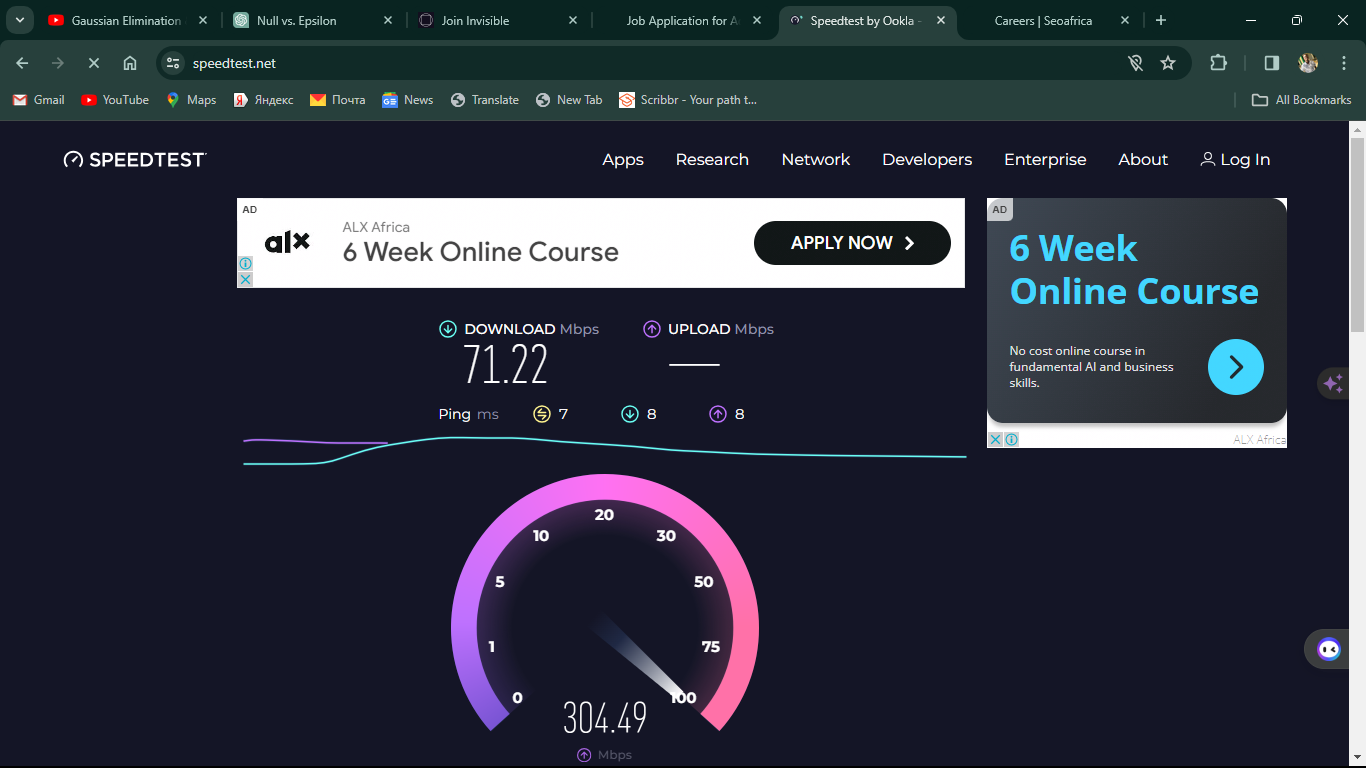 Gaussian Elimination
Null vs. Epsilon
Join Invisible
Job Application for A
Speedtest by Ookla -
Careers | Seoafrica
speedtest.net
Gmail
YouTube
Maps
Яндекс
Почта
News
Translate
New Tab
Scribbr - Your path t...
All Bookmarks
SPEEDTEST
Apps
Research
Network
Developers
Enterprise
About
Log In
AD
alx
ALX Africa
6 Week Online Course
APPLY NOW
AD
6 Week
Online Course
No cost online course in
fundamental AI and business
skills.
ALX Africa
DOWNLOAD Mbps
UPLOAD Mbps
71.22
Ping ms
7
8
8
0
1
5
10
20
30
50
75
100
304.49
Mbps